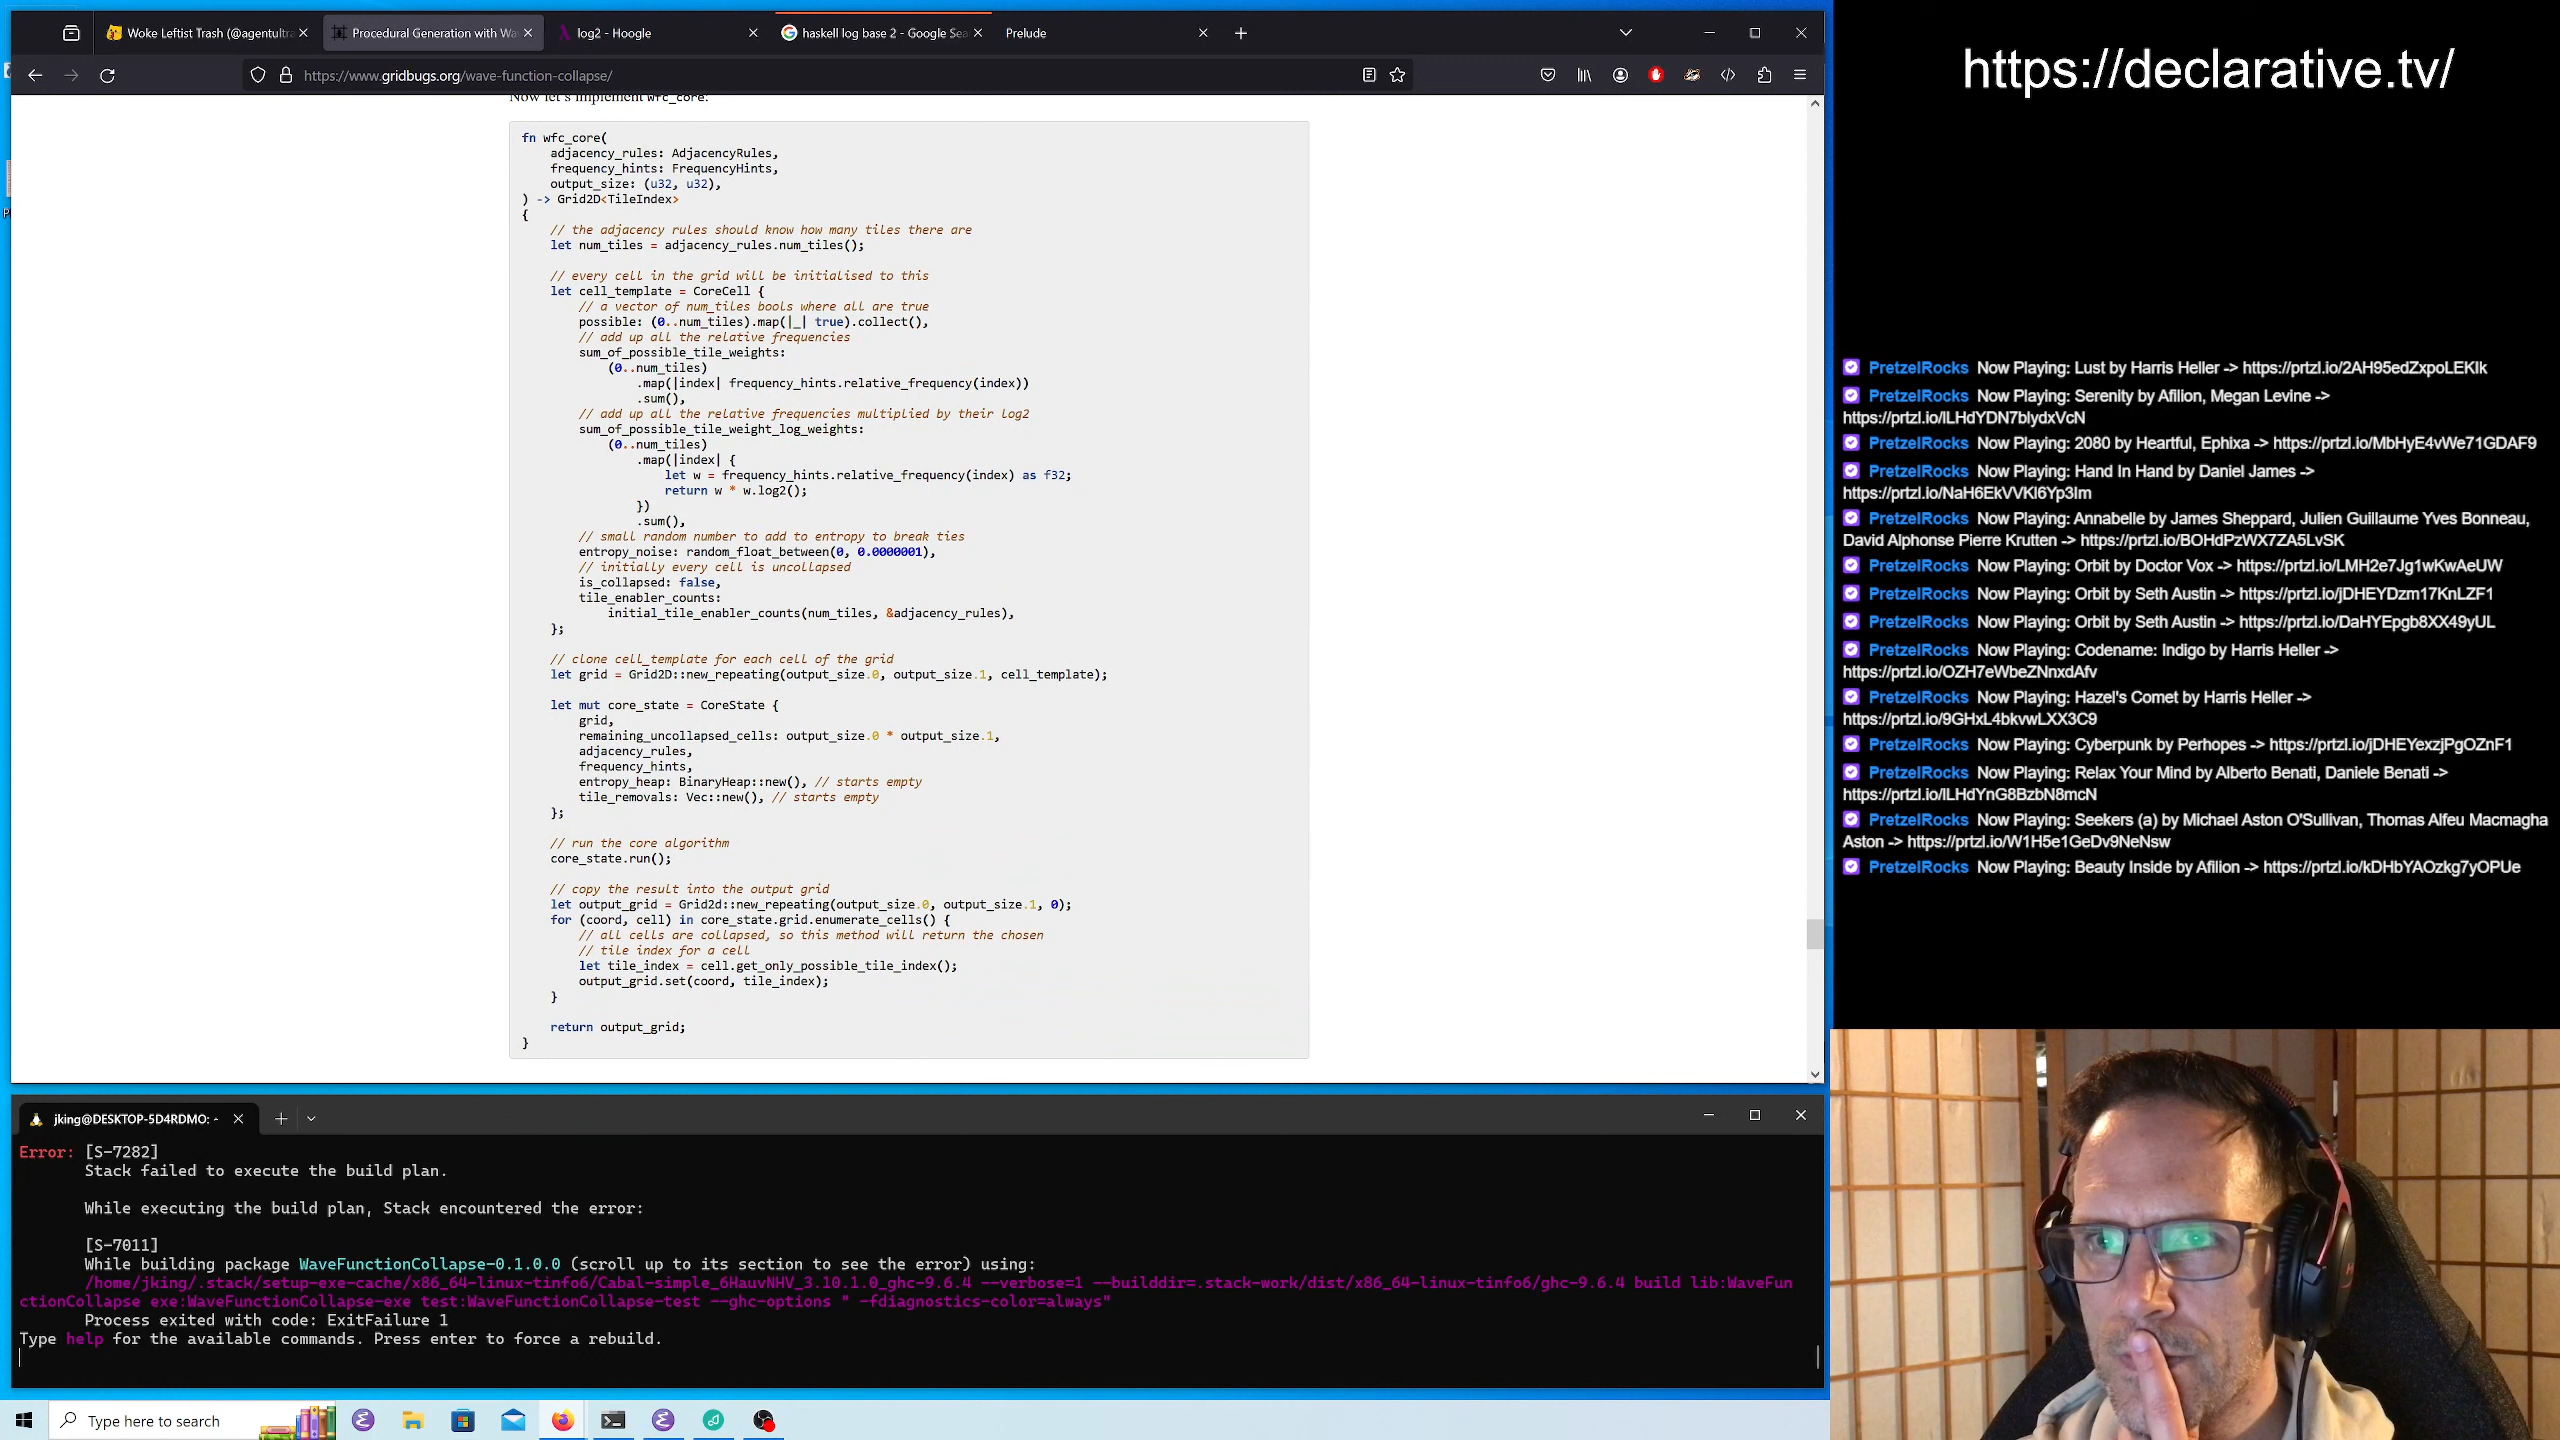 Woke Leftist Trash (@agentultra
Procedural Generation with Wa
log2 - Hoogle
haskell log base 2 - Google Sea
Prelude
https://www.gridbugs.org/wave-function-collapse/
https://declarative.tv/
Now let's implement wfc_core:
fn wfc_core(
adjacency_rules: AdjacencyRules,
frequency_hints: FrequencyHints,
output_size: (u32, u32),
) -> Grid2D<TileIndex>
{
// the adjacency rules should know how many tiles there are
let num_tiles = adjacency_rules.num_tiles();
// every cell in the grid will be initialised to this
let cell_template = CoreCell {
// a vector of num_tiles bools where all are true
possible: (0..num_tiles).map(|_| true).collect(),
// add up all the relative frequencies
sum_of_possible_tile_weights:
(0..num_tiles)
.map(|index| frequency_hints.relative_frequency(index))
.sum(),
// add up all the relative frequencies multiplied by their log2
sum_of_possible_tile_weight_log_weights:
(0..num_tiles)
.map(|index| {
let w = frequency_hints.relative_frequency(index) as f32;
return w * w.log2();
})
.sum(),
// small random number to add to entropy to break ties
entropy_noise: random_float_between(0, 0.0000001),
// initially every cell is uncollapsed
is_collapsed: false,
tile_enabler_counts:
initial_tile_enabler_counts(num_tiles, &adjacency_rules),
};
// clone cell_template for each cell of the grid
let grid = Grid2D::new_repeating(output_size.0, output_size.1, cell_template);
let mut core_state = CoreState {
grid,
remaining_uncollapsed_cells: output_size.0 * output_size.1,
adjacency_rules,
frequency_hints,
entropy_heap: BinaryHeap::new(), // starts empty
tile_removals: Vec::new(), // starts empty
};
// run the core algorithm
core_state.run();
// copy the result into the output grid
let output_grid = Grid2d::new_repeating(output_size.0, output_size.1, 0);
for (coord, cell) in core_state.grid.enumerate_cells() {
// all cells are collapsed, so this method will return the chosen
// tile index for a cell
let tile_index = cell.get_only_possible_tile_index();
output_grid.set(coord, tile_index);
}
return output_grid;
}
PretzelRocks Now Playing: Lust by Harris Heller -> https://prtzl.io/2AH95edZxpoLEKIk
PretzelRocks Now Playing: Serenity by Afilion, Megan Levine ->
https://prtzl.io/lLHdYDN7blydxVcN
PretzelRocks Now Playing: 2080 by Heartful, Ephixa -> https://prtzl.io/MbHyE4vWe71GDAF9
PretzelRocks Now Playing: Hand In Hand by Daniel James ->
https://prtzl.io/NaH6EkVVKl6Yp3Im
PretzelRocks Now Playing: Annabelle by James Sheppard, Julien Guillaume Yves Bonneau,
David Alphonse Pierre Krutten -> https://prtzl.io/BOHdPzWX7ZA5LvSK
PretzelRocks Now Playing: Orbit by Doctor Vox -> https://prtzl.io/LMH2e7Jg1wKwAeUW
PretzelRocks Now Playing: Orbit by Seth Austin -> https://prtzl.io/jDHEYDzm17KnLZF1
PretzelRocks Now Playing: Orbit by Seth Austin -> https://prtzl.io/DaHYEpgb8XX49yUL
PretzelRocks Now Playing: Codename: Indigo by Harris Heller ->
https://prtzl.io/OZH7eWbeZNnxdAfv
PretzelRocks Now Playing: Hazel's Comet by Harris Heller ->
https://prtzl.io/9GHxL4bkvwLXX3C9
PretzelRocks Now Playing: Cyberpunk by Perhopes -> https://prtzl.io/jDHEYexzjPgOZnF1
PretzelRocks Now Playing: Relax Your Mind by Alberto Benati, Daniele Benati ->
https://prtzl.io/lLHdYnG8BzbN8mcN
PretzelRocks Now Playing: Seekers (a) by Michael Aston O'Sullivan, Thomas Alfeu Macmagha
Aston -> https://prtzl.io/W1H5e1GeDv9NeNsw
PretzelRocks Now Playing: Beauty Inside by Afilion -> https://prtzl.io/kDHbYAOzkg7yOPUe
jking@DESKTOP-5D4RDMO: ~
Error: [S-7282]
Stack failed to execute the build plan.
While executing the build plan, Stack encountered the error:
[S-7011]
While building package WaveFunctionCollapse-0.1.0.0 (scroll up to its section to see the error) using:
/home/jking/.stack/setup-exe-cache/x86_64-linux-tinfo6/Cabal-simple_6HauvNHV_3.10.1.0_ghc-9.6.4 --verbose=1 --builddir=.stack-work/dist/x86_64-linux-tinfo6/ghc-9.6.4 build lib:WaveFun
ctionCollapse exe:WaveFunctionCollapse-exe test:WaveFunctionCollapse-test --ghc-options " -fdiagnostics-color=always"
Process exited with code: ExitFailure 1
Type help for the available commands. Press enter to force a rebuild.
Type here to search